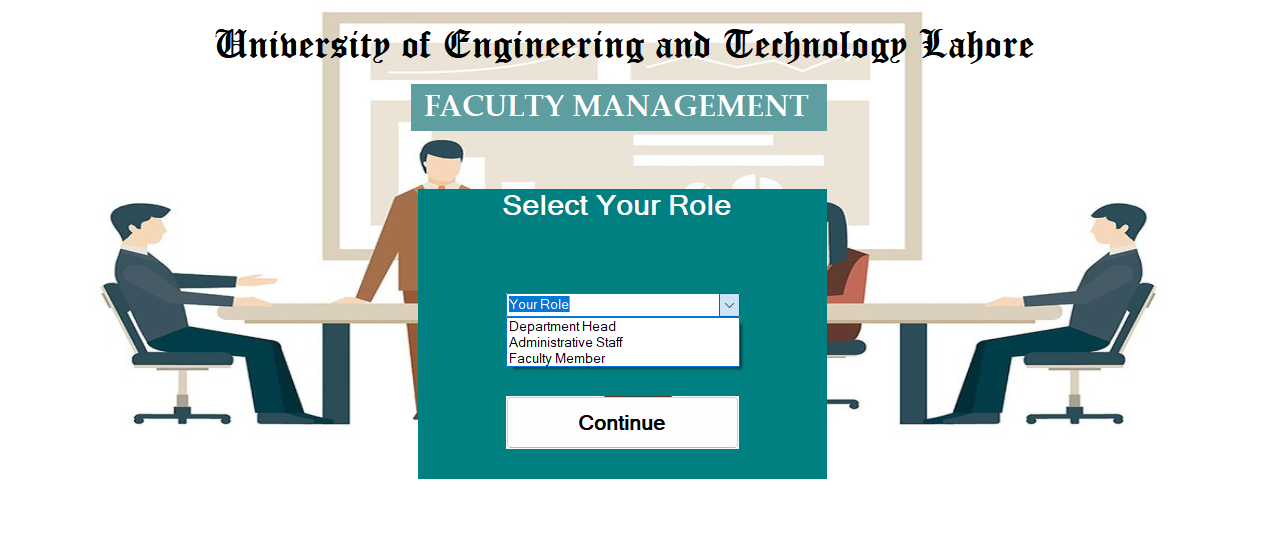 University of Engineering and Technology Lahore
FACULTY MANAGEMENT
Select Your Role
Your Role
Department Head
Administrative Staff
Faculty Member
Continue